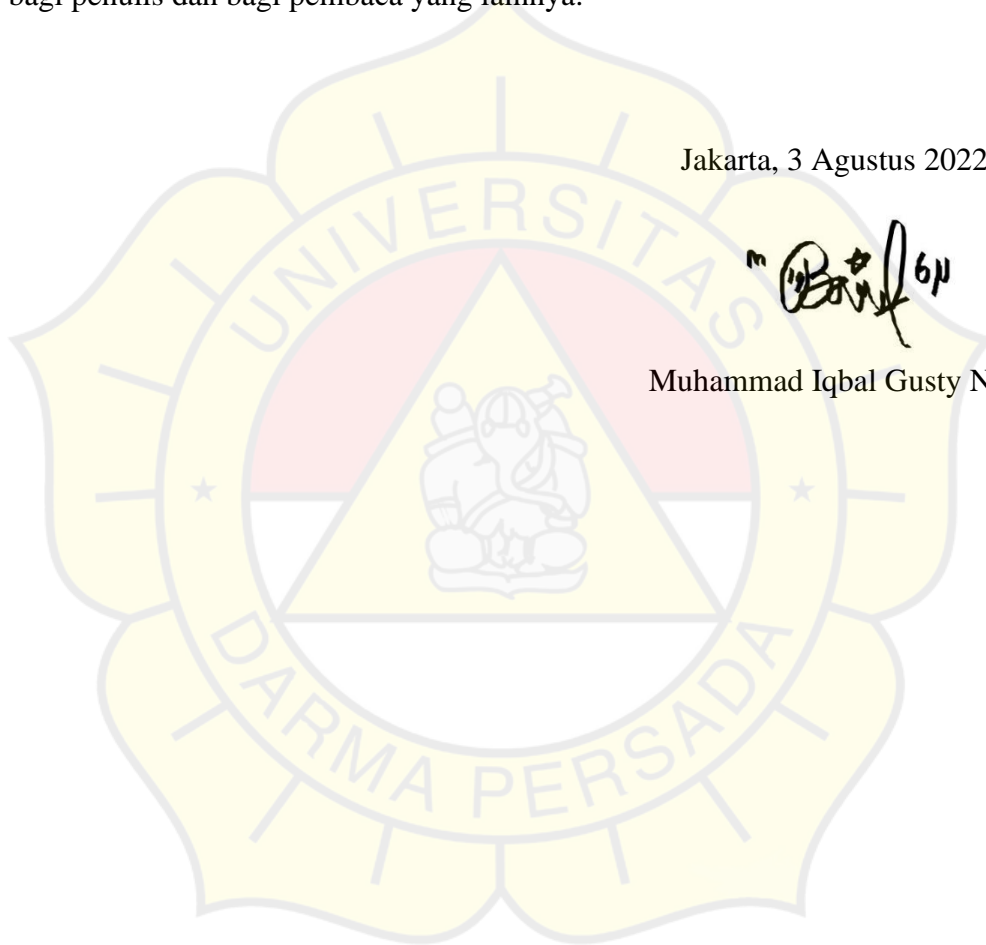 bagi penulis dan bagi pembaca yang lainnya.
Jakarta, 3 Agustus 2022
Muhammad Iqbal Gusty N
UNIVERSITAS
DARMA PERSADA